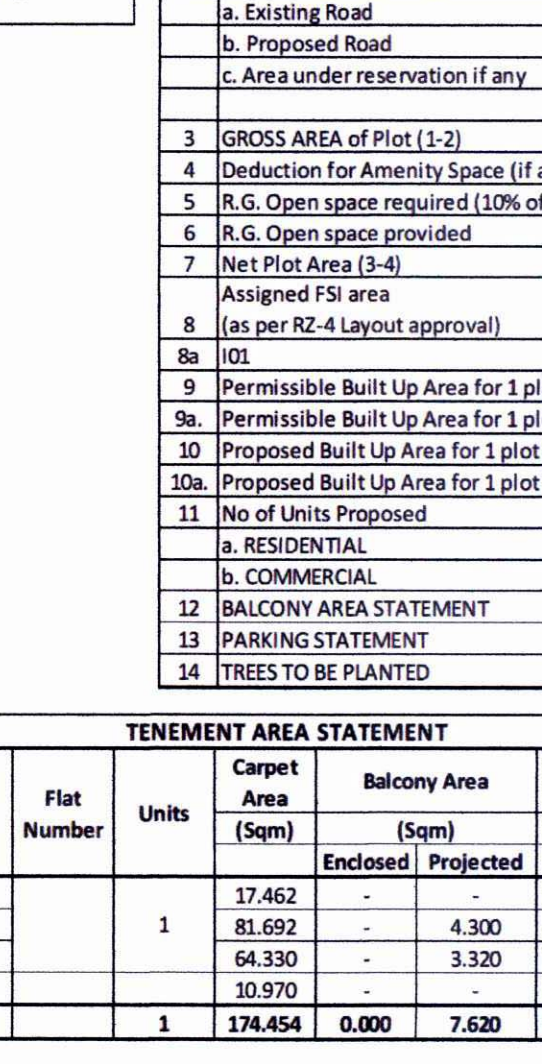 a. Existing Road
b. Proposed Road
c. Area under reservation if any
3 GROSS AREA of Plot (1-2)
4 Deduction for Amenity Space (if a
5 R.G. Open space required (10% of
6 R.G. Open space provided
7 Net Plot Area (3-4)
Assigned FSI area
8 (as per RZ-4 Layout approval)
8a I01
9 Permissible Built Up Area for 1 pl
9a. Permissible Built Up Area for 1 pl
10 Proposed Built Up Area for 1 plot
10a. Proposed Built Up Area for 1 plot
11 No of Units Proposed
a. RESIDENTIAL
b. COMMERCIAL
12 BALCONY AREA STATEMENT
13 PARKING STATEMENT
14 TREES TO BE PLANTED
TENEMENT AREA STATEMENT
Flat Number Units Carpet Area Balcony Area
(Sqm) (Sqm)
Enclosed Projected
17.462 - -
1 81.692 - 4.300
64.330 - 3.320
10.970 - -
1 174.454 0.000 7.620